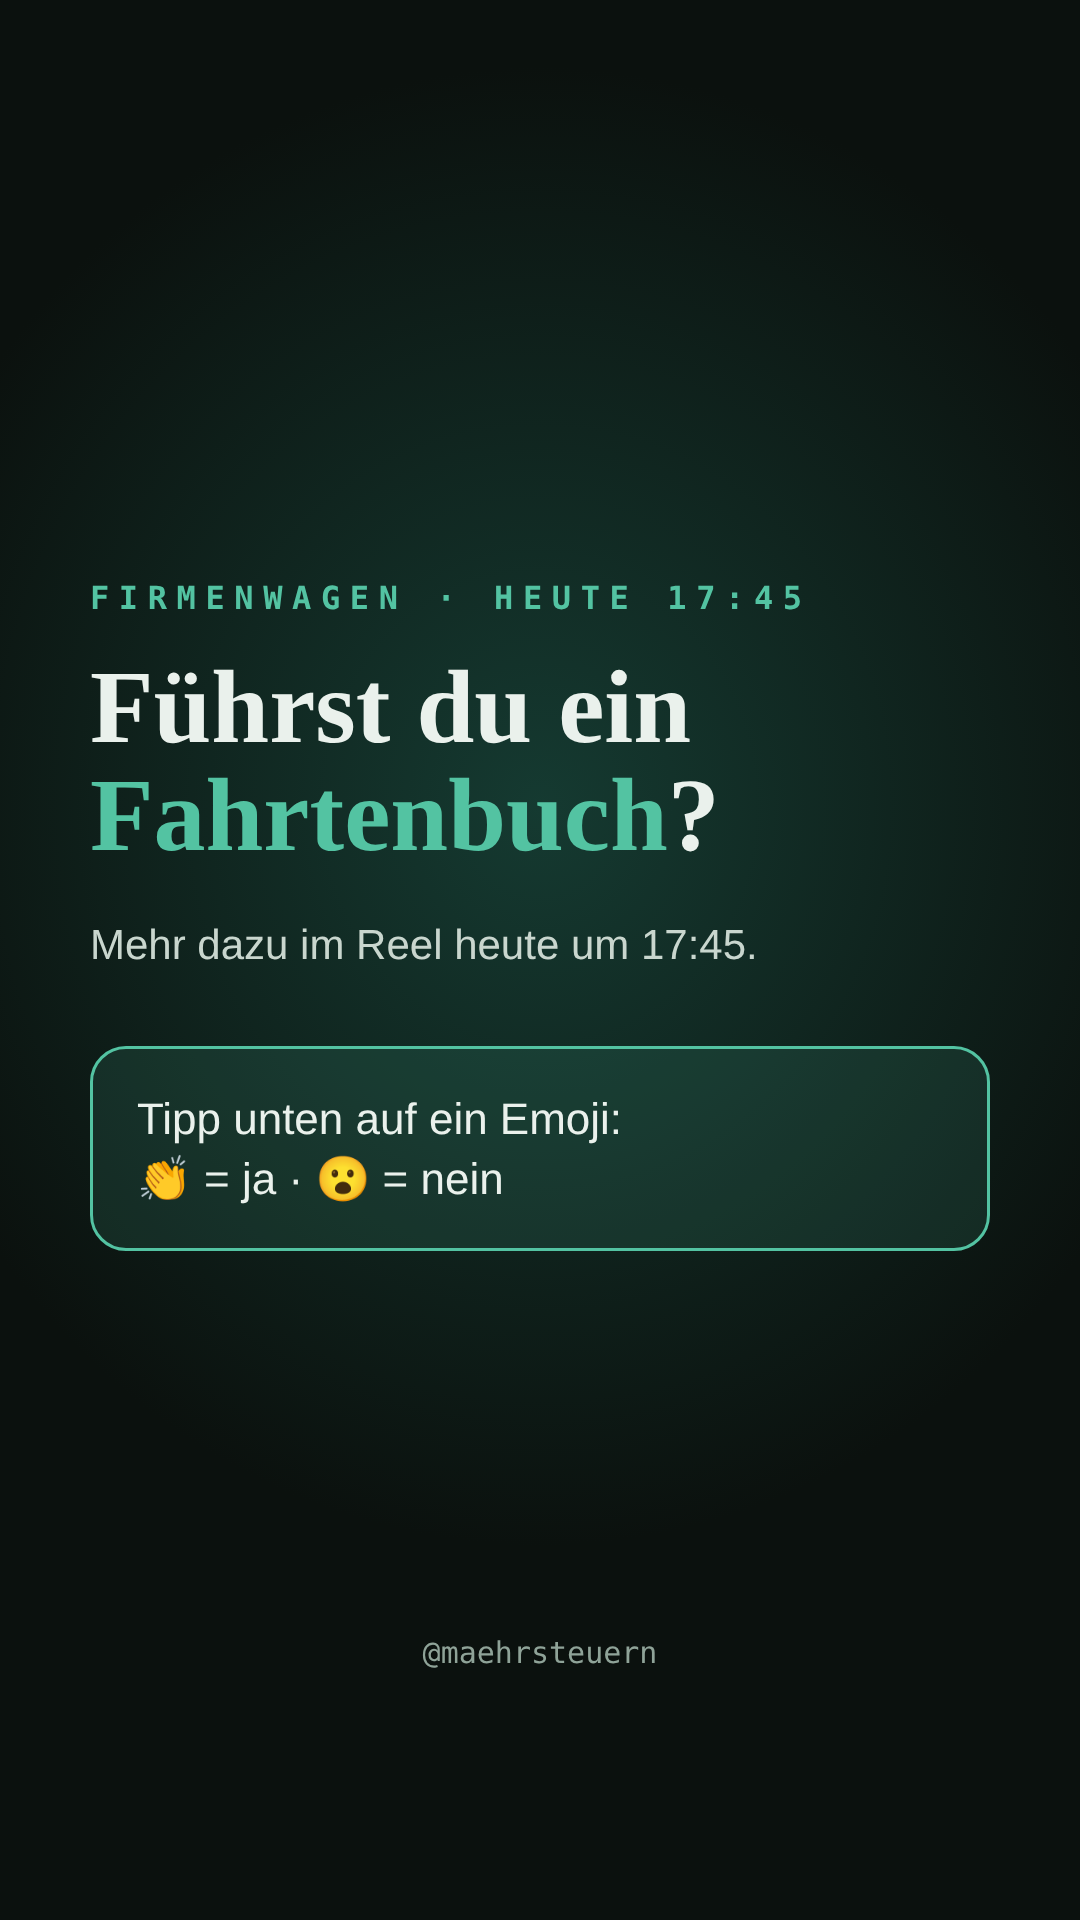 FIRMENWAGEN · HEUTE 17:45
Führst du ein
Fahrtenbuch?
Mehr dazu im Reel heute um 17:45.
Tipp unten auf ein Emoji:
👏 = ja · 😮 = nein
@maehrsteuern